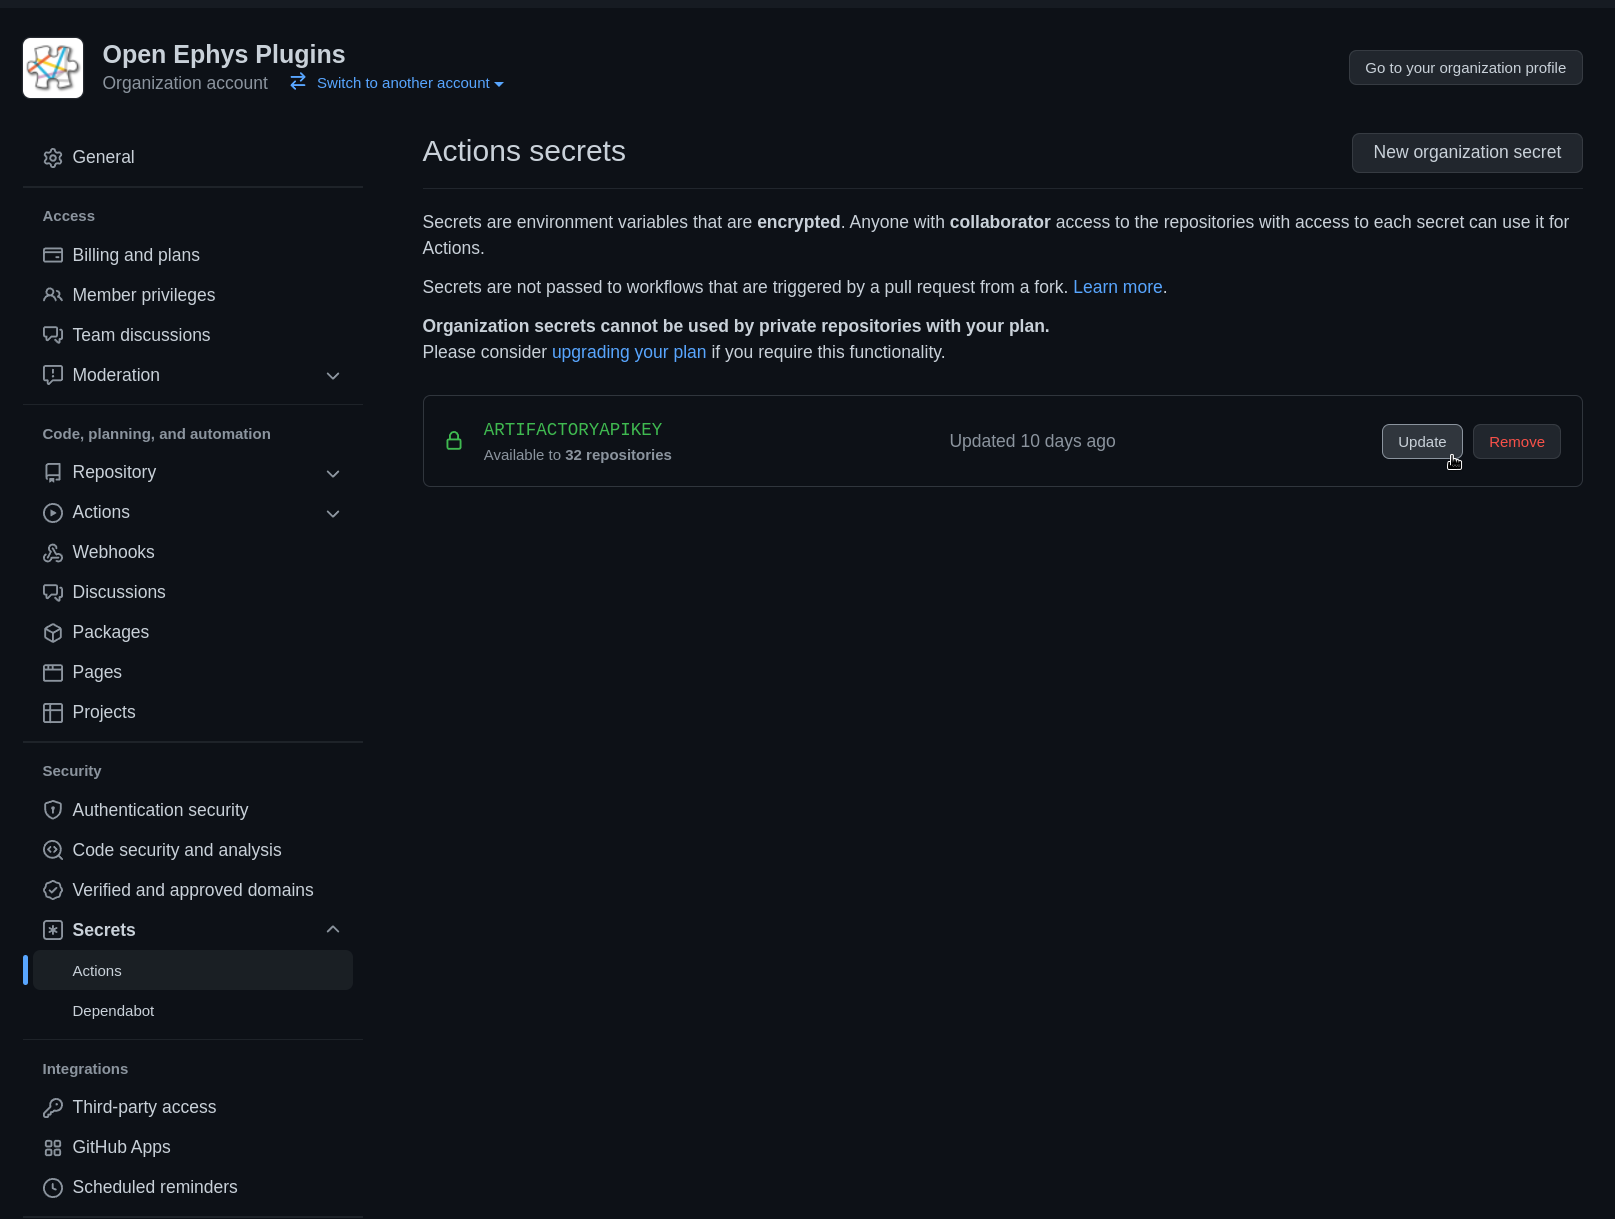 Open Ephys Plugins
Organization account
Switch to another account
Go to your organization profile
General
Access
Billing and plans
Member privileges
Team discussions
Moderation
Code, planning, and automation
Repository
Actions
Webhooks
Discussions
Packages
Pages
Projects
Security
Authentication security
Code security and analysis
Verified and approved domains
Secrets
Actions
Dependabot
Integrations
Third-party access
GitHub Apps
Scheduled reminders
Actions secrets
New organization secret
Secrets are environment variables that are encrypted. Anyone with collaborator access to the repositories with access to each secret can use it for
Actions.
Secrets are not passed to workflows that are triggered by a pull request from a fork. Learn more.
Organization secrets cannot be used by private repositories with your plan.
Please consider upgrading your plan if you require this functionality.
ARTIFACTORYAPIKEY
Available to 32 repositories
Updated 10 days ago
Update
Remove